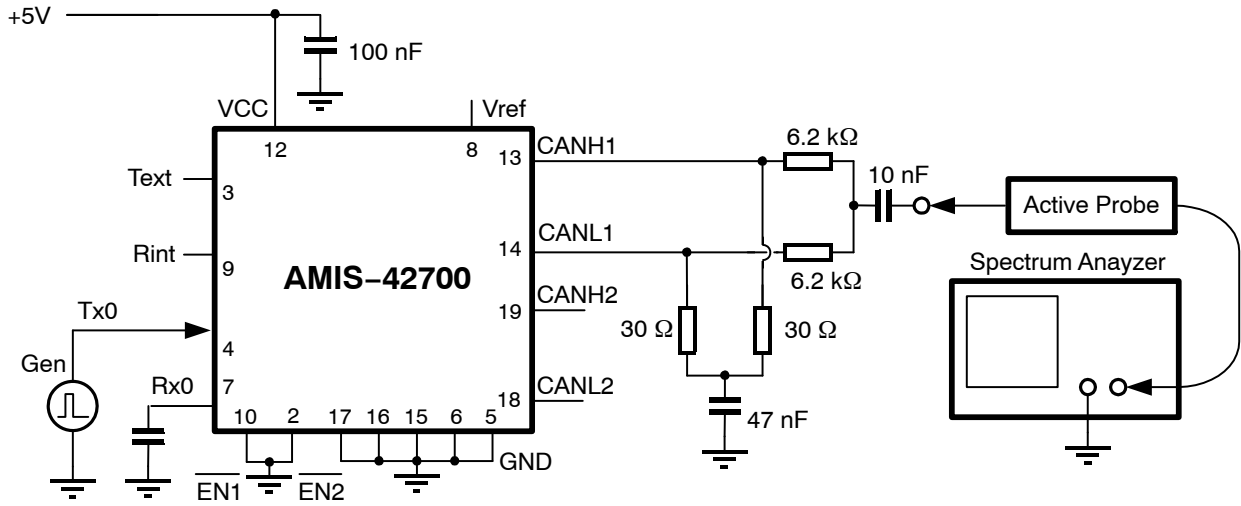 +5V
100 nF
VCC
Vref
12
8
13
CANH1
6.2 kΩ
10 nF
Text
3
Active Probe
14
CANL1
Rint
9
AMIS–42700
6.2 kΩ
Spectrum Anayzer
CANH2
19
Tx0
4
30 Ω
30 Ω
Gen
Rx0
7
18
CANL2
10
2
17
16
15
6
5
47 nF
GND
EN1
EN2